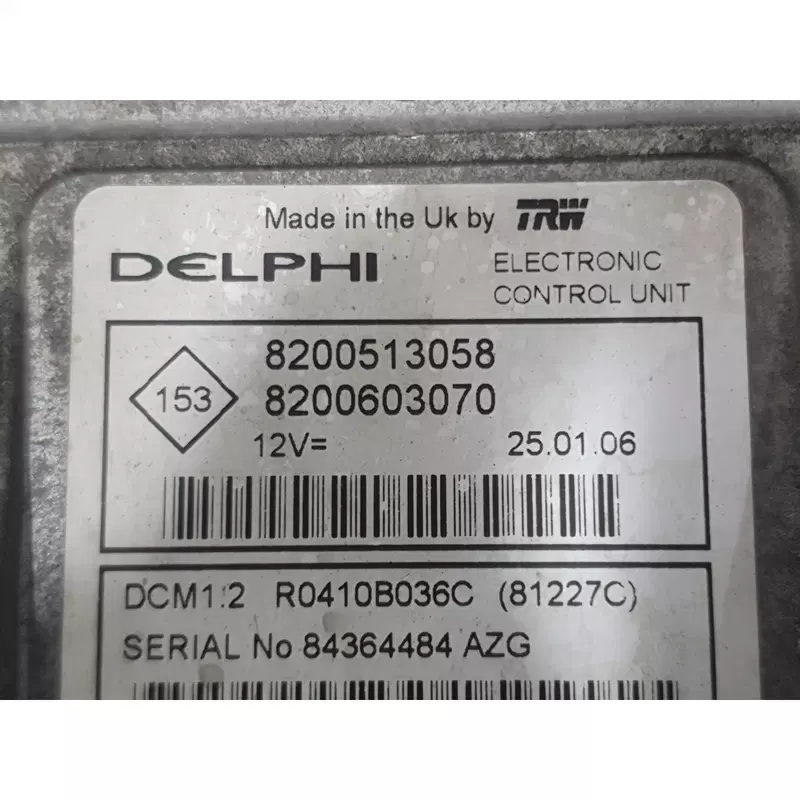 Made in the Uk by TRW
DELPHI
ELECTRONIC
CONTROL UNIT
153
8200513058
8200603070
12V=
25.01.06
DCM1.2 R0410B036C (81227C)
SERIAL No 84364484 AZG